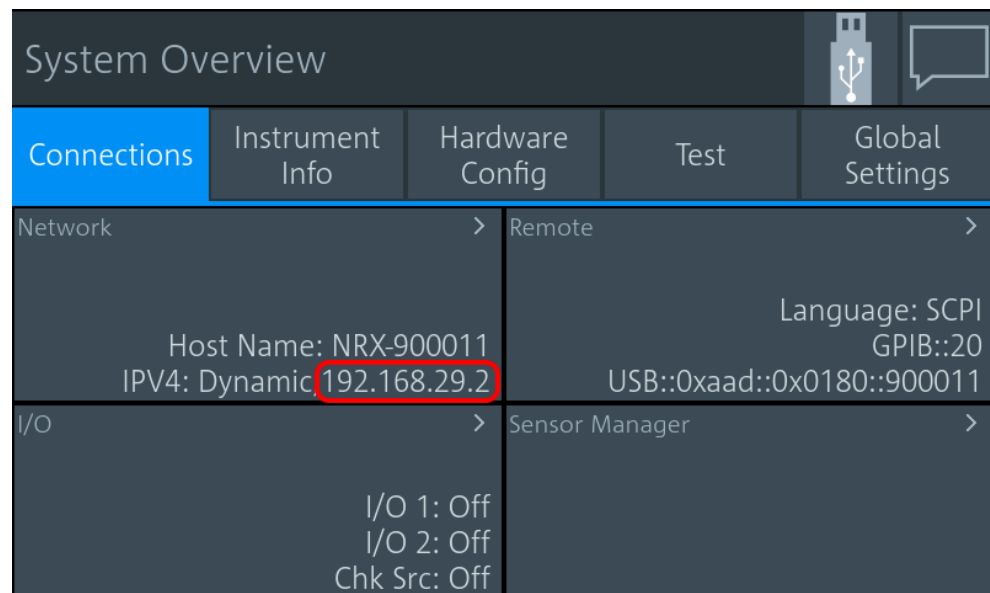 System Overview
Connections
Instrument
Info
Hardware
Config
Test
Global
Settings
Network >
Host Name: NRX-900011
IPV4: Dynamic, 192.168.29.2
Remote >
Language: SCPI
GPIB::20
USB::0xaad::0x0180::900011
I/O >
I/O 1: Off
I/O 2: Off
Chk Src: Off
Sensor Manager >